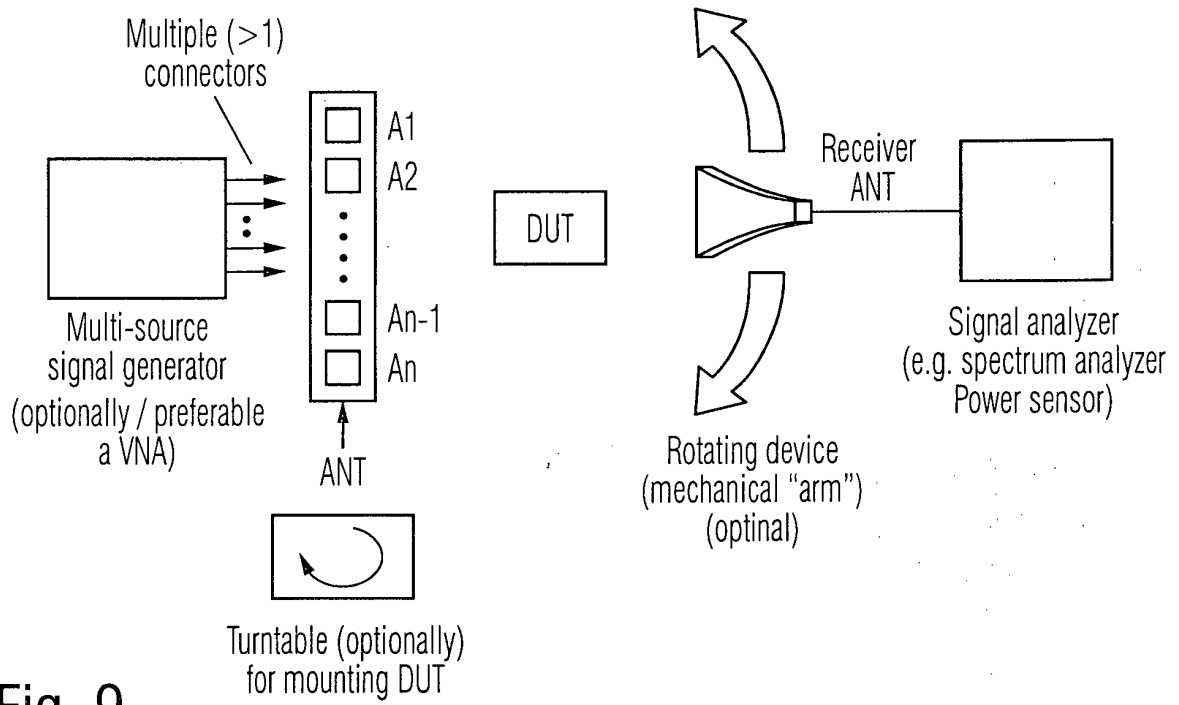 Multiple (>1)
connectors
A1
A2
An-1
An
ANT
Multi-source
signal generator
(optionally / preferable
a VNA)
DUT
Receiver
ANT
Signal analyzer
(e.g. spectrum analyzer
Power sensor)
Rotating device
(mechanical “arm”)
(optinal)
Turntable (optionally)
for mounting DUT
Fig. 9